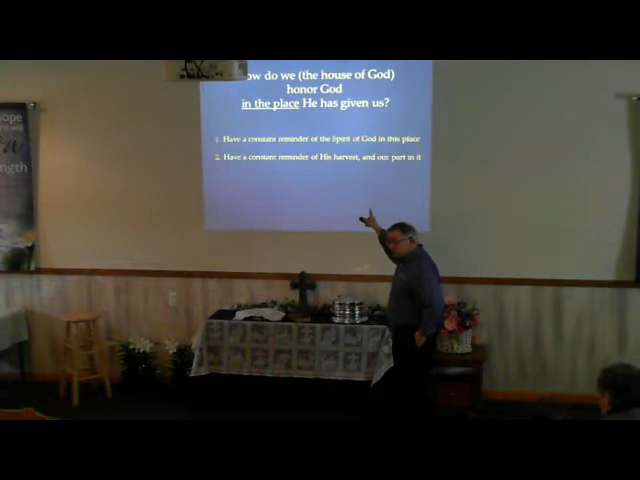 ow do we (the house of God)
honor God
in the place He has given us?
1. Have a constant reminder of the Spirit of God in this place
2. Have a constant reminder of His harvest, and our part in it
hope
ngth